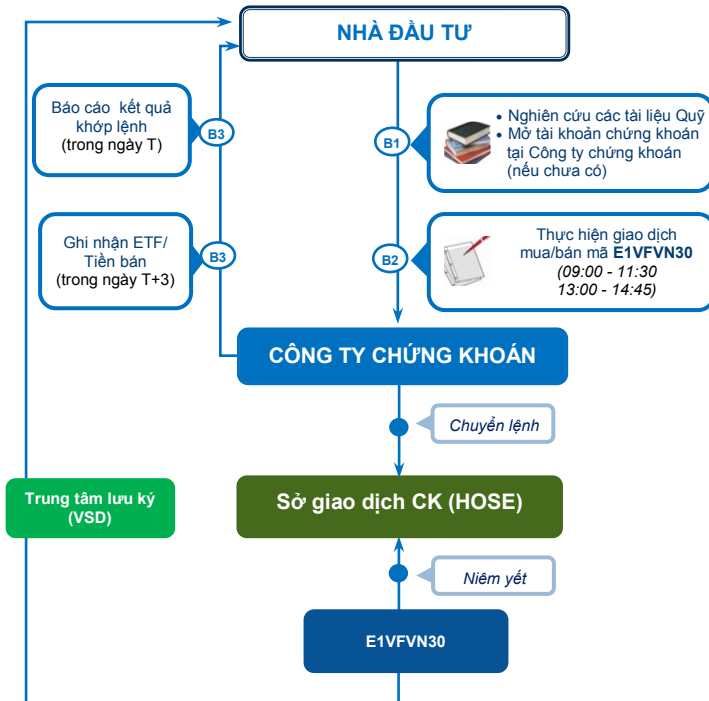 NHÀ ĐẦU TƯ
Báo cáo kết quả
khớp lệnh
(trong ngày T)
B3
B1
• Nghiên cứu các tài liệu Quỹ
• Mở tài khoản chứng khoán
tại Công ty chứng khoán
(nếu chưa có)
Ghi nhận ETF/
Tiền bán
(trong ngày T+3)
B3
B2
Thực hiện giao dịch
mua/bán mã E1VFVN30
(09:00 - 11:30
13:00 - 14:45)
CÔNG TY CHỨNG KHOÁN
Chuyển lệnh
Trung tâm lưu ký
(VSD)
Sở giao dịch CK (HOSE)
Niêm yết
E1VFVN30